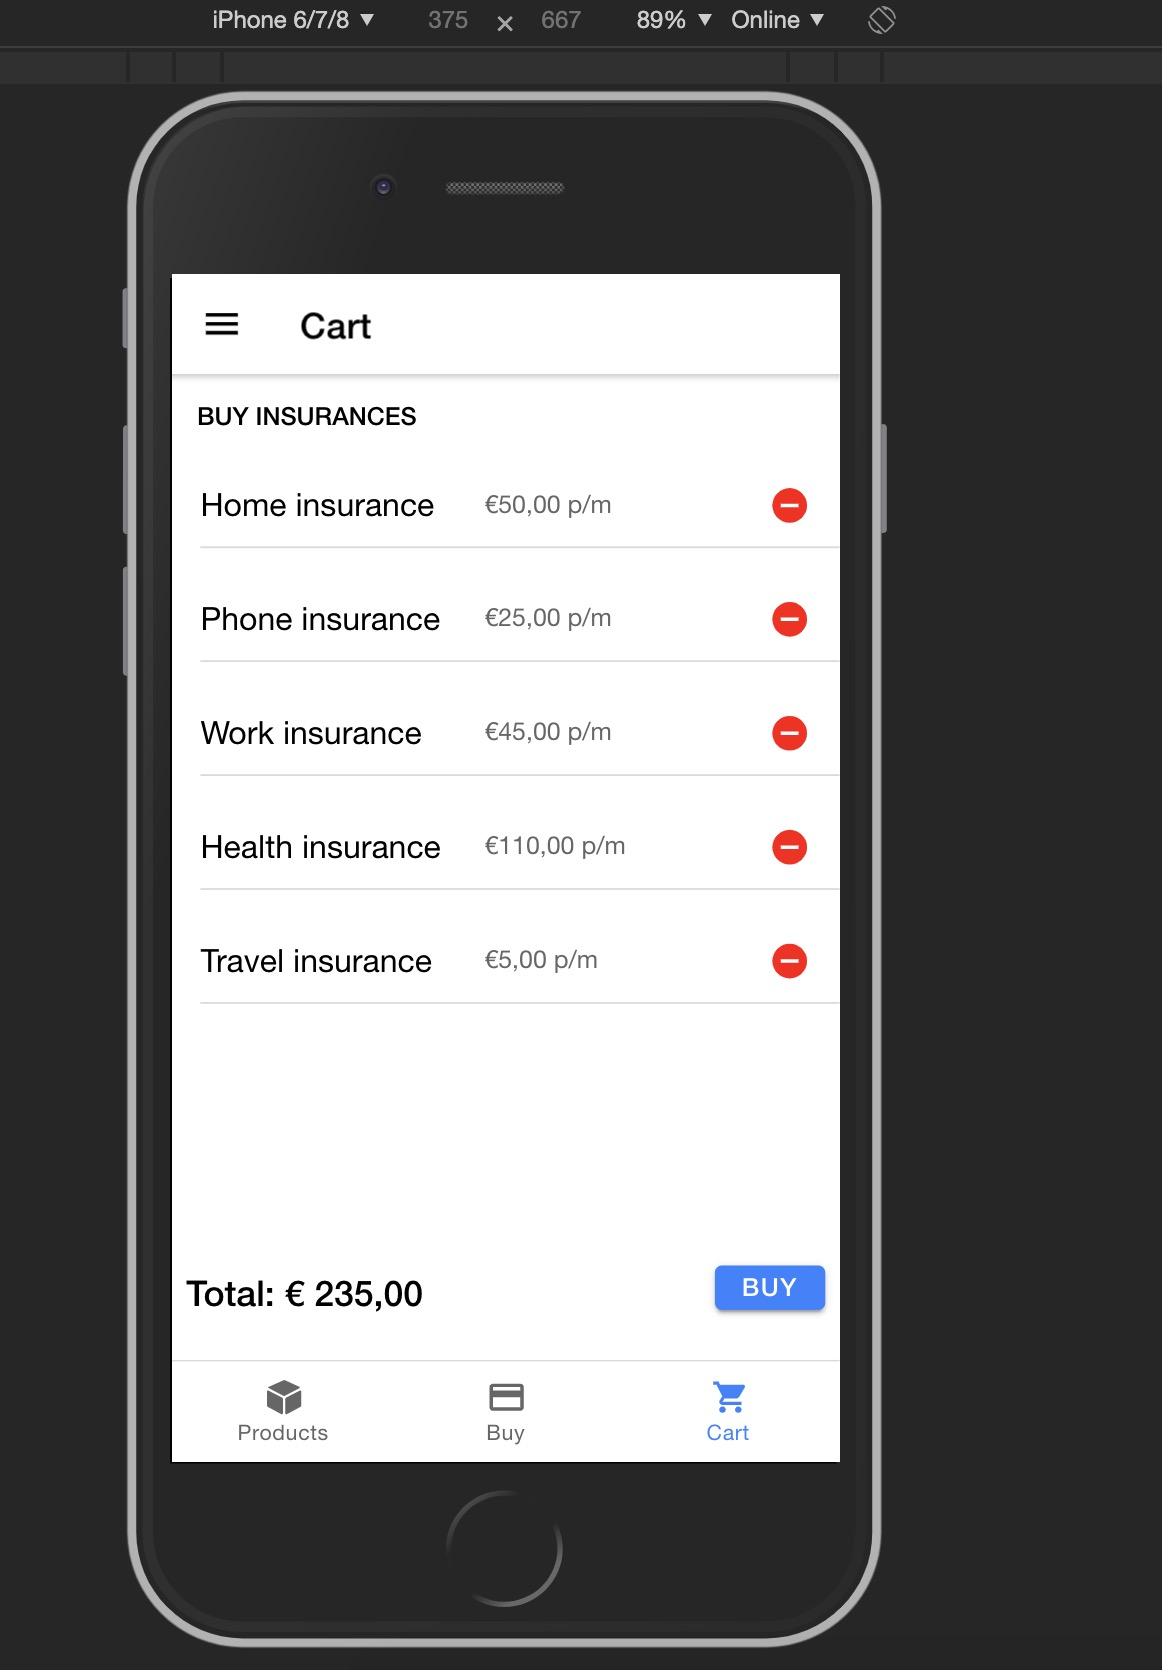 iPhone 6/7/8 ▼ 375 × 667 89% ▼ Online ▼
Cart
BUY INSURANCES
Home insurance €50,00 p/m
Phone insurance €25,00 p/m
Work insurance €45,00 p/m
Health insurance €110,00 p/m
Travel insurance €5,00 p/m
Total: € 235,00 BUY
Products Buy Cart